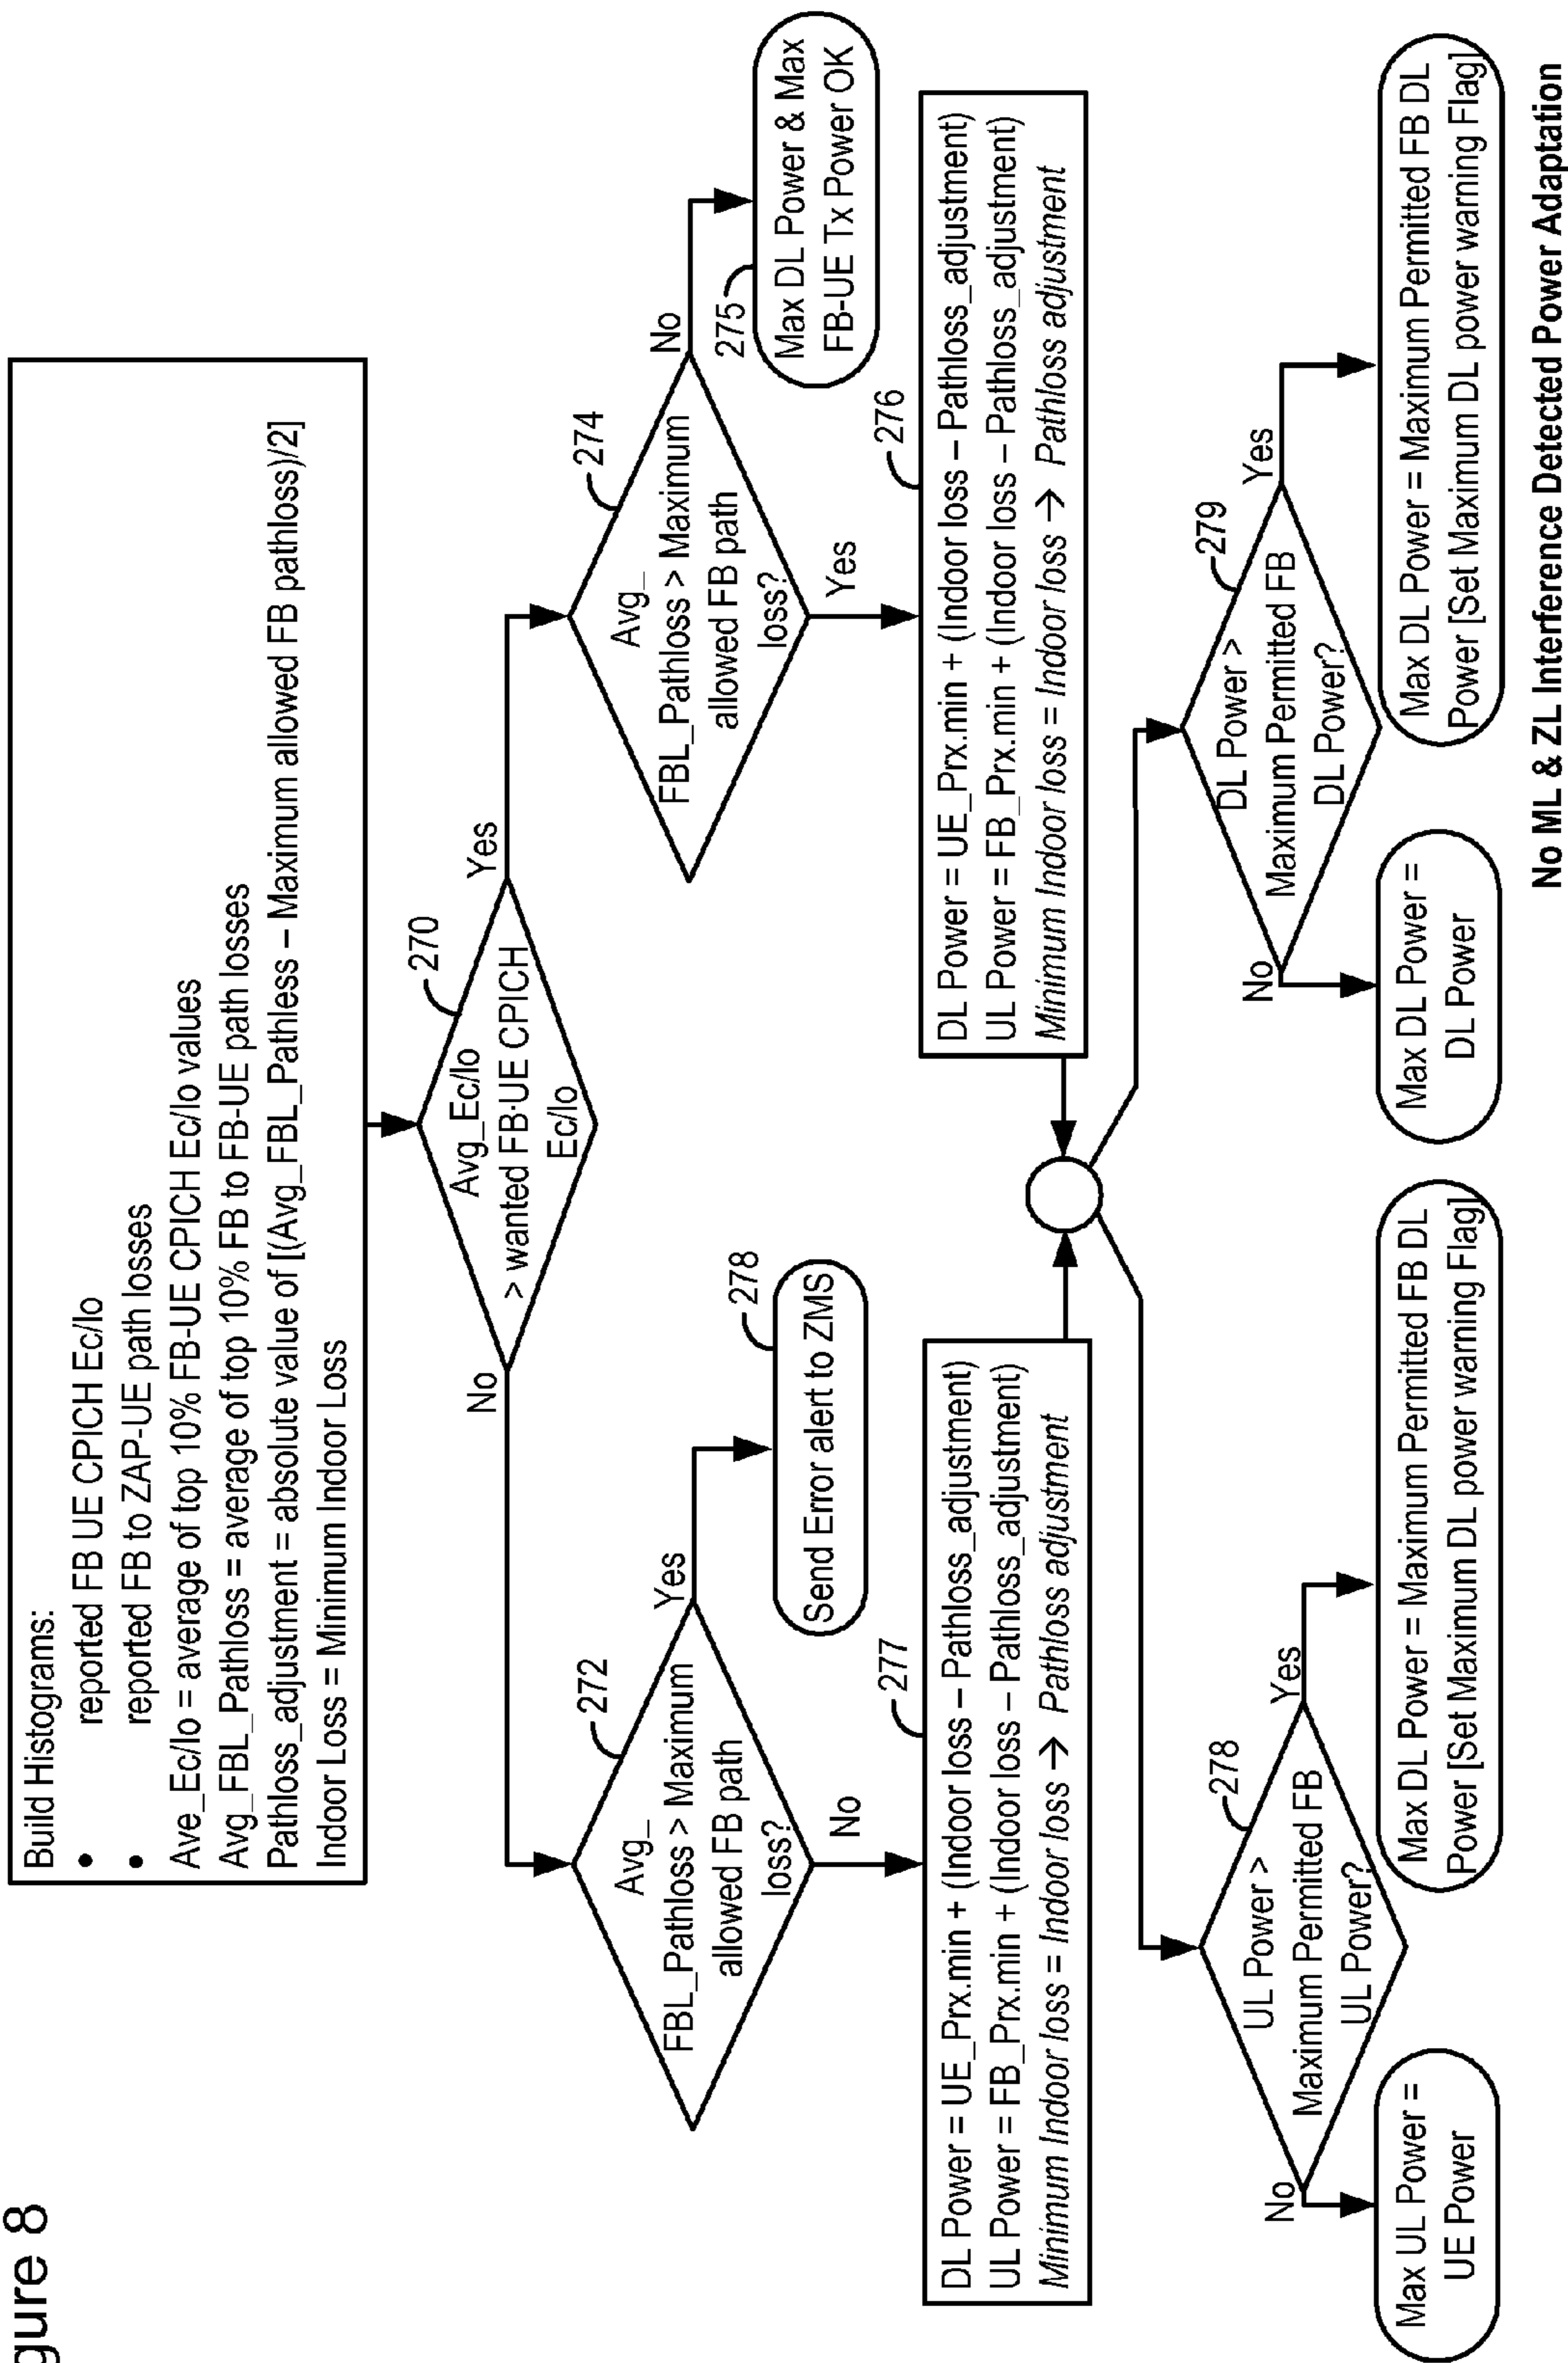 gure 8
Build Histograms:
• reported FB UE CPICH Ec/Io
• reported FB to ZAP-UE path losses
Ave_Ec/Io = average of top 10% FB-UE CPICH Ec/Io values
Avg_FBL_Pathloss = average of top 10% FB to FB-UE path losses
Pathloss_adjustment = absolute value of [(Avg_FBL_Pathless – Maximum allowed FB pathloss)/2]
Indoor Loss = Minimum Indoor Loss
270
Avg_Ec/Io
> wanted FB-UE CPICH
Ec/Io
No
Yes
272
Avg_
FBL_Pathloss > Maximum
allowed FB path
loss?
Yes
No
278
Send Error alert to ZMS
274
Avg_
FBL_Pathloss > Maximum
allowed FB path
loss?
No
Yes
275
Max DL Power & Max
FB-UE Tx Power OK
277
DL Power = UE_Prx.min + (Indoor loss – Pathloss_adjustment)
UL Power = FB_Prx.min + (Indoor loss – Pathloss_adjustment)
Minimum Indoor loss = Indoor loss → Pathloss adjustment
276
DL Power = UE_Prx.min + (Indoor loss – Pathloss_adjustment)
UL Power = FB_Prx.min + (Indoor loss – Pathloss_adjustment)
Minimum Indoor loss = Indoor loss → Pathloss adjustment
278
UL Power >
Maximum Permitted FB
UL Power?
No
Yes
Max UL Power =
UE Power
Max DL Power = Maximum Permitted FB DL
Power [Set Maximum DL power warning Flag]
279
DL Power >
Maximum Permitted FB
DL Power?
No
Yes
Max DL Power =
DL Power
Max DL Power = Maximum Permitted FB DL
Power [Set Maximum DL power warning Flag]
No ML & ZL Interference Detected Power Adaptation